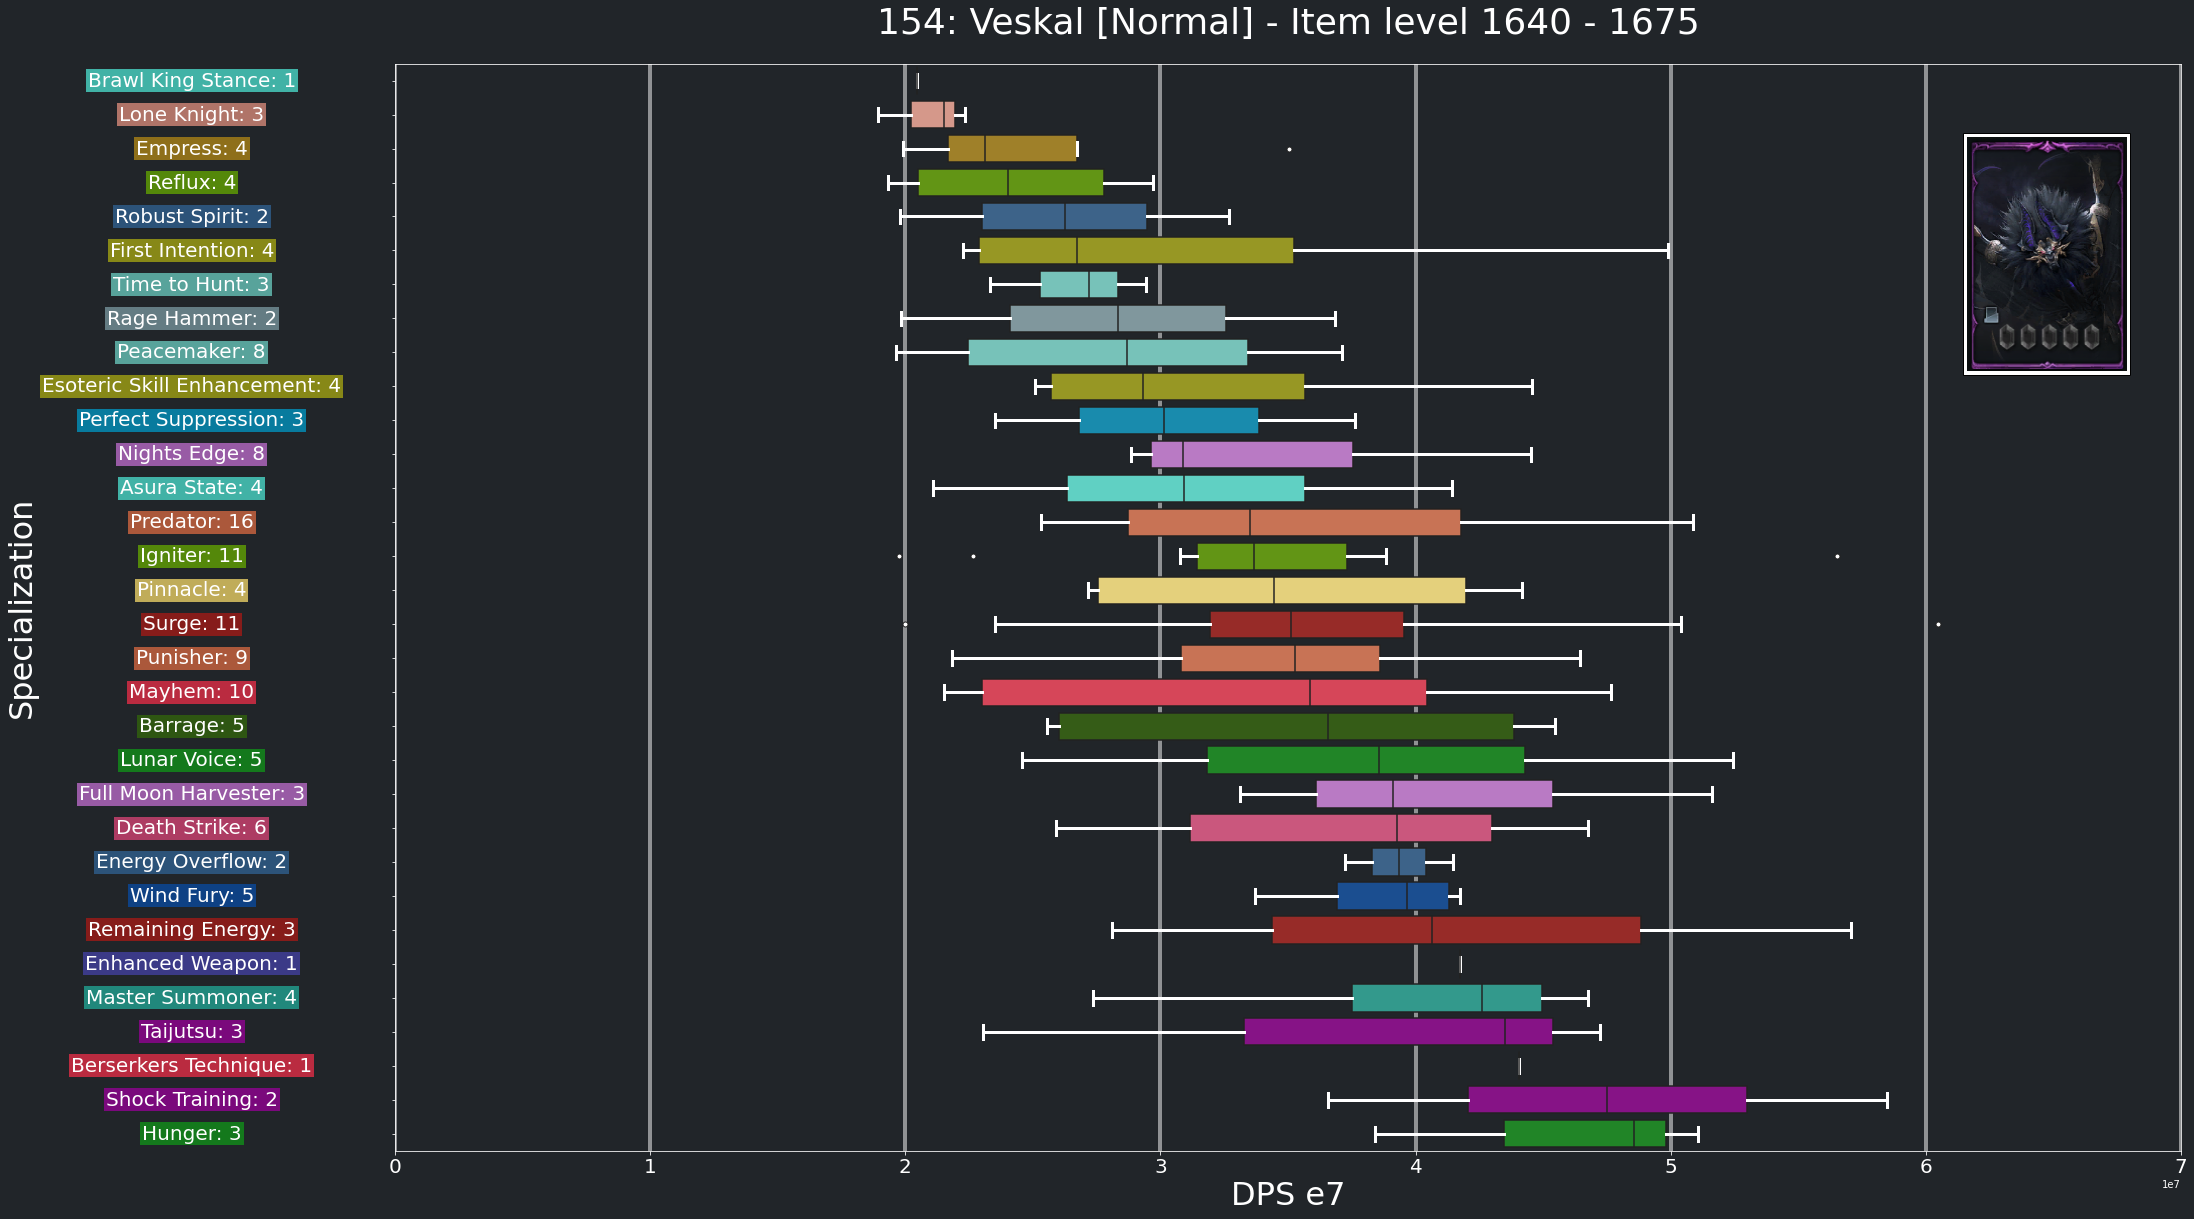 154: Veskal [Normal] - Item level 1640 - 1675
Specialization
Brawl King Stance: 1
Lone Knight: 3
Empress: 4
Reflux: 4
Robust Spirit: 2
First Intention: 4
Time to Hunt: 3
Rage Hammer: 2
Peacemaker: 8
Esoteric Skill Enhancement: 4
Perfect Suppression: 3
Nights Edge: 8
Asura State: 4
Predator: 16
Igniter: 11
Pinnacle: 4
Surge: 11
Punisher: 9
Mayhem: 10
Barrage: 5
Lunar Voice: 5
Full Moon Harvester: 3
Death Strike: 6
Energy Overflow: 2
Wind Fury: 5
Remaining Energy: 3
Enhanced Weapon: 1
Master Summoner: 4
Taijutsu: 3
Berserkers Technique: 1
Shock Training: 2
Hunger: 3
0 1 2 3 4 5 6 7
1e7
DPS e7